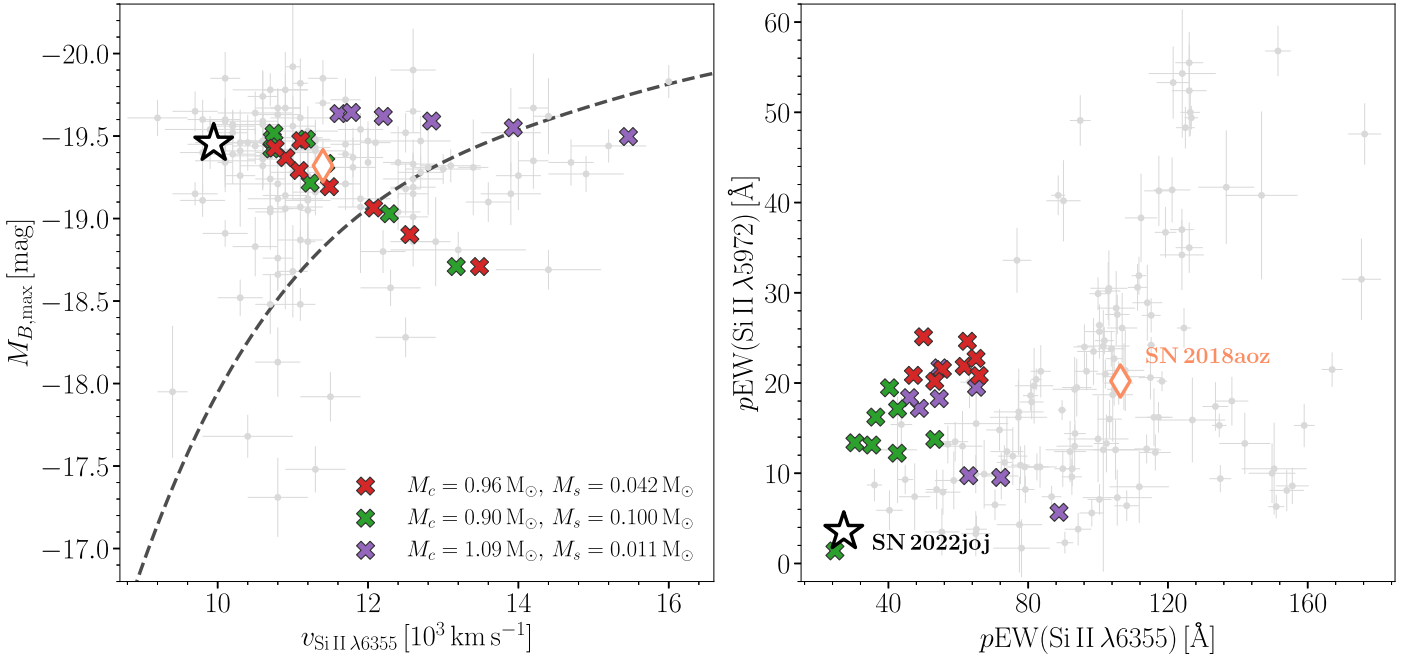 −20.0
−19.5
−19.0
−18.5
−18.0
−17.5
−17.0
M_{B,max} [mag]
M_c = 0.96 M_⊙, M_s = 0.042 M_⊙
M_c = 0.90 M_⊙, M_s = 0.100 M_⊙
M_c = 1.09 M_⊙, M_s = 0.011 M_⊙
10 12 14 16
v_{Si II λ6355} [10³ km s⁻¹]
60
50
40
30
20
10
0
pEW(Si II λ5972) [Å]
SN 2018aoz
SN 2022joj
40 80 120 160
pEW(Si II λ6355) [Å]